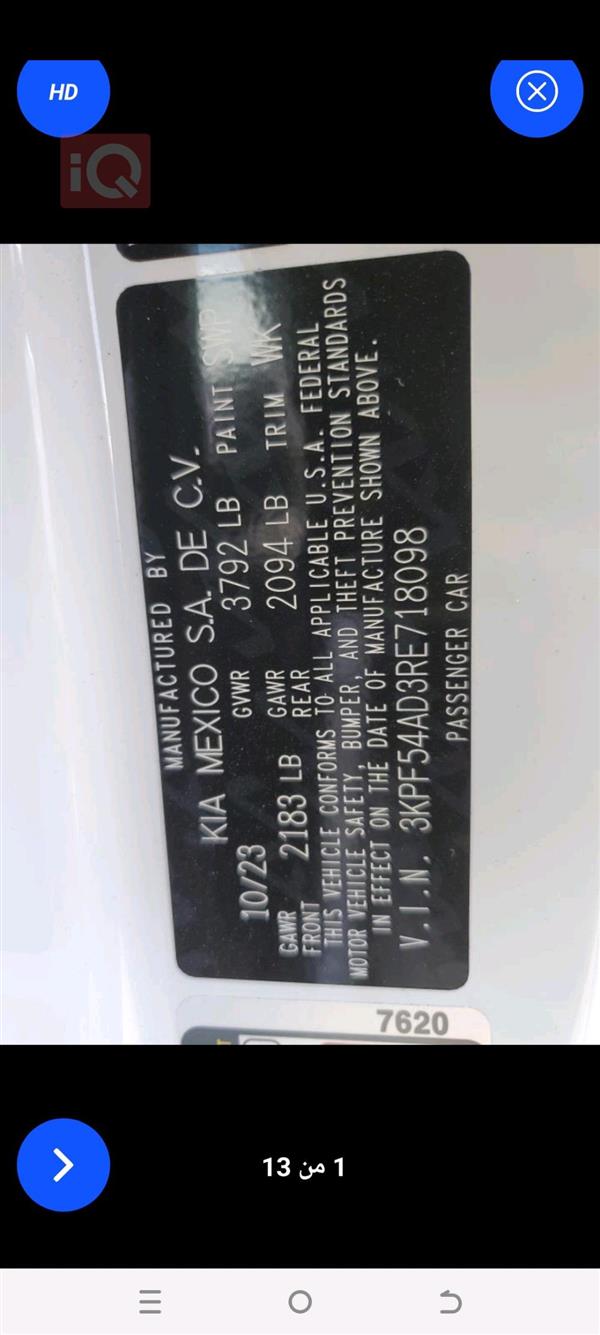 HD
iQ
MANUFACTURED BY
KIA MEXICO S.A. DE C.V.
10/23 GVWR 3792 LB PAINT SWP
GAWR FRONT 2183 LB GAWR REAR 2094 LB TRIM WK
THIS VEHICLE CONFORMS TO ALL APPLICABLE U.S.A. FEDERAL
MOTOR VEHICLE SAFETY, BUMPER, AND THEFT PREVENTION STANDARDS
IN EFFECT ON THE DATE OF MANUFACTURE SHOWN ABOVE.
V.I.N. 3KPF54AD3RE718098
PASSENGER CAR
7620
1 من 13